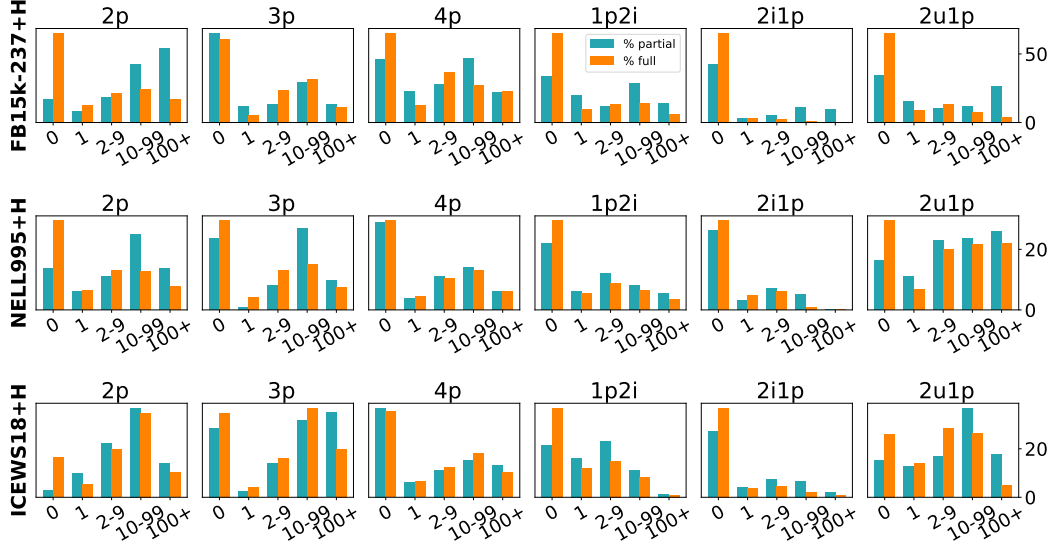 FB15k-237+H
2p 3p 4p 1p2i 2i1p 2u1p
% partial
% full
50
0
0 1 2-9 10-99 100+ 0 1 2-9 10-99 100+ 0 1 2-9 10-99 100+ 0 1 2-9 10-99 100+ 0 1 2-9 10-99 100+ 0 1 2-9 10-99 100+
NELL995+H
2p 3p 4p 1p2i 2i1p 2u1p
20
0
0 1 2-9 10-99 100+ 0 1 2-9 10-99 100+ 0 1 2-9 10-99 100+ 0 1 2-9 10-99 100+ 0 1 2-9 10-99 100+ 0 1 2-9 10-99 100+
ICEWS18+H
2p 3p 4p 1p2i 2i1p 2u1p
20
0
0 1 2-9 10-99 100+ 0 1 2-9 10-99 100+ 0 1 2-9 10-99 100+ 0 1 2-9 10-99 100+ 0 1 2-9 10-99 100+ 0 1 2-9 10-99 100+